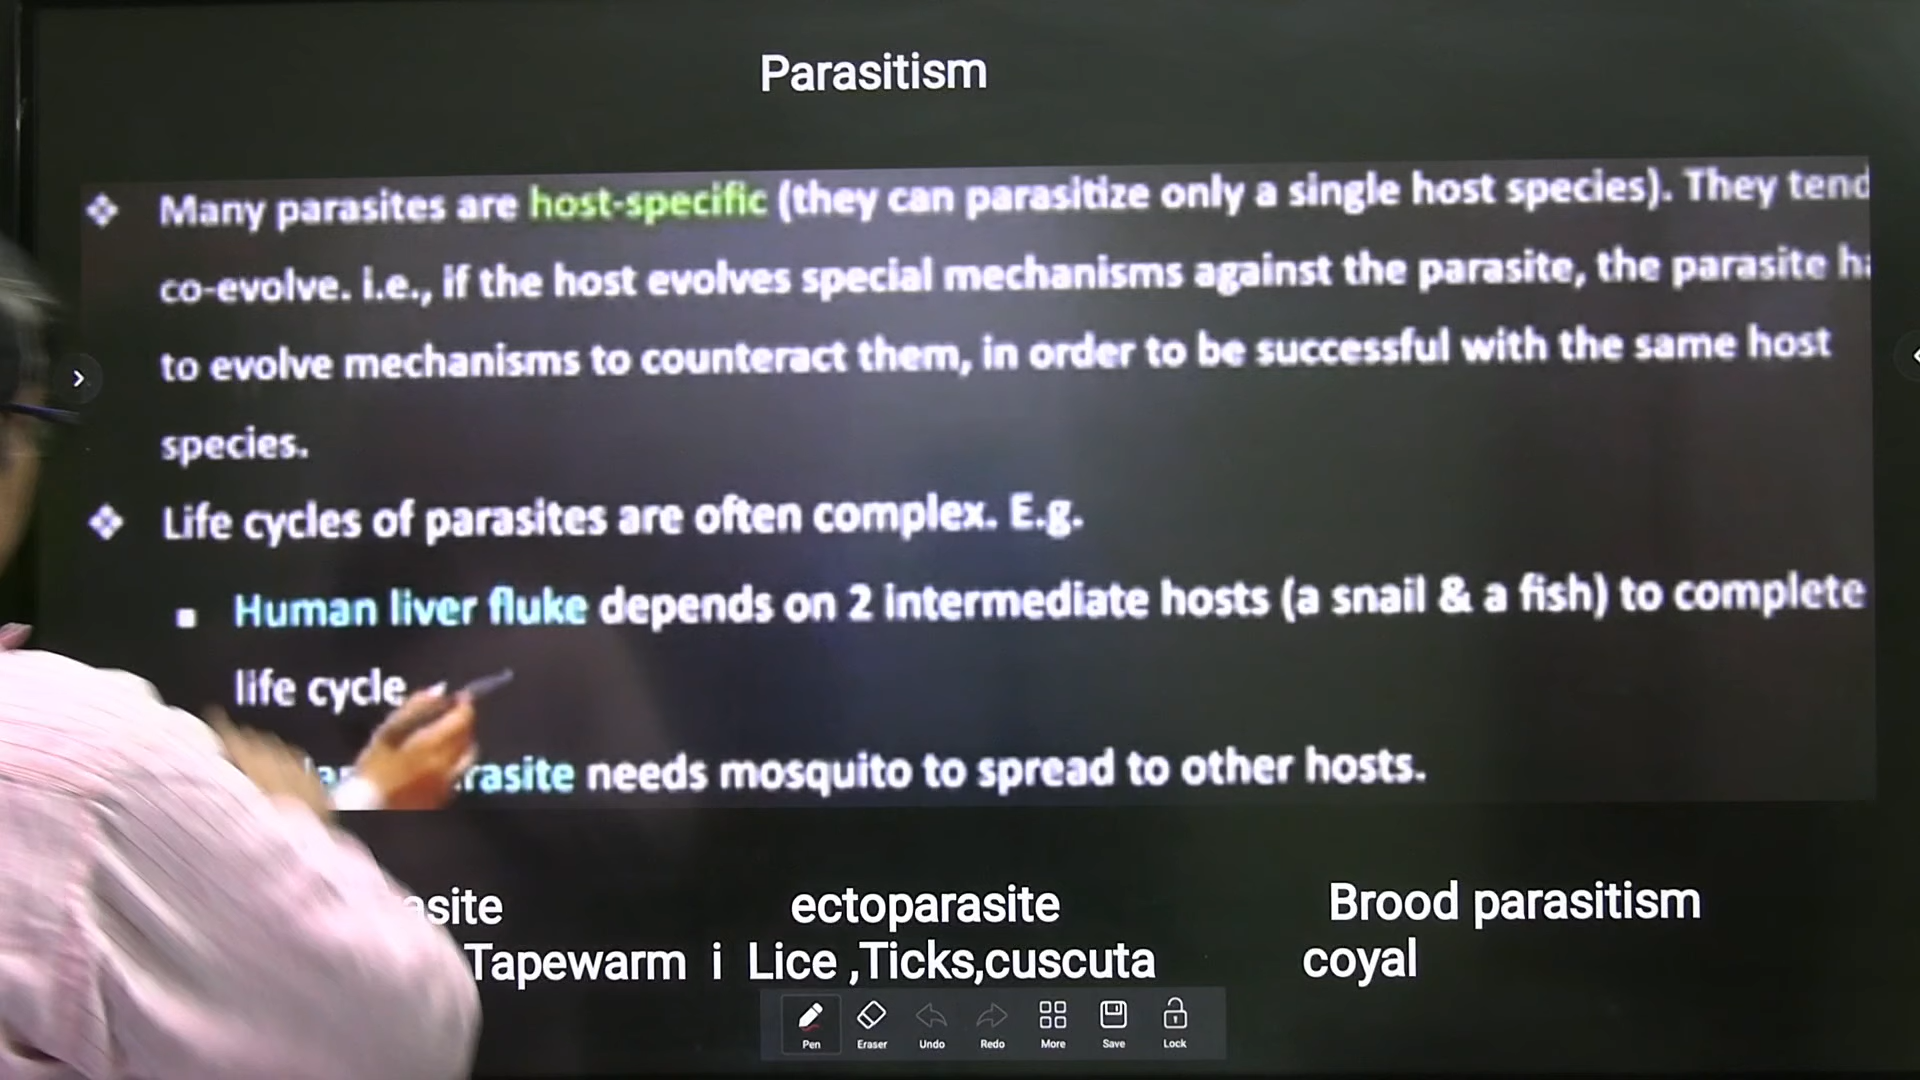 Parasitism
Many parasites are host-specific (they can parasitize only a single host species). They tend
co-evolve. i.e., if the host evolves special mechanisms against the parasite, the parasite ha
to evolve mechanisms to counteract them, in order to be successful with the same host
species.
Life cycles of parasites are often complex. E.g.
Human liver fluke depends on 2 intermediate hosts (a snail & a fish) to complete
life cycle
rasite needs mosquito to spread to other hosts.
asite ectoparasite Brood parasitism
Tapewarm i Lice ,Ticks,cuscuta coyal
Pen Eraser Undo Redo More Save Lock